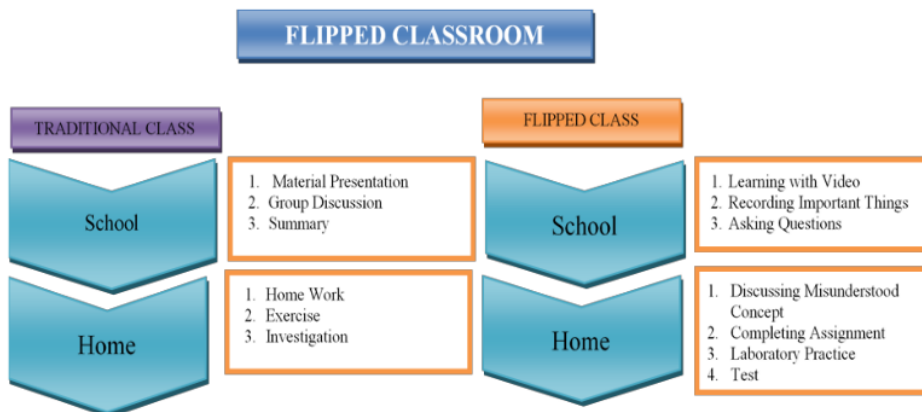 FLIPPED CLASSROOM
TRADITIONAL CLASS
School
1. Material Presentation
2. Group Discussion
3. Summary
Home
1. Home Work
2. Exercise
3. Investigation
FLIPPED CLASS
School
1. Learning with Video
2. Recording Important Things
3. Asking Questions
Home
1. Discussing Misunderstood
Concept
2. Completing Assignment
3. Laboratory Practice
4. Test